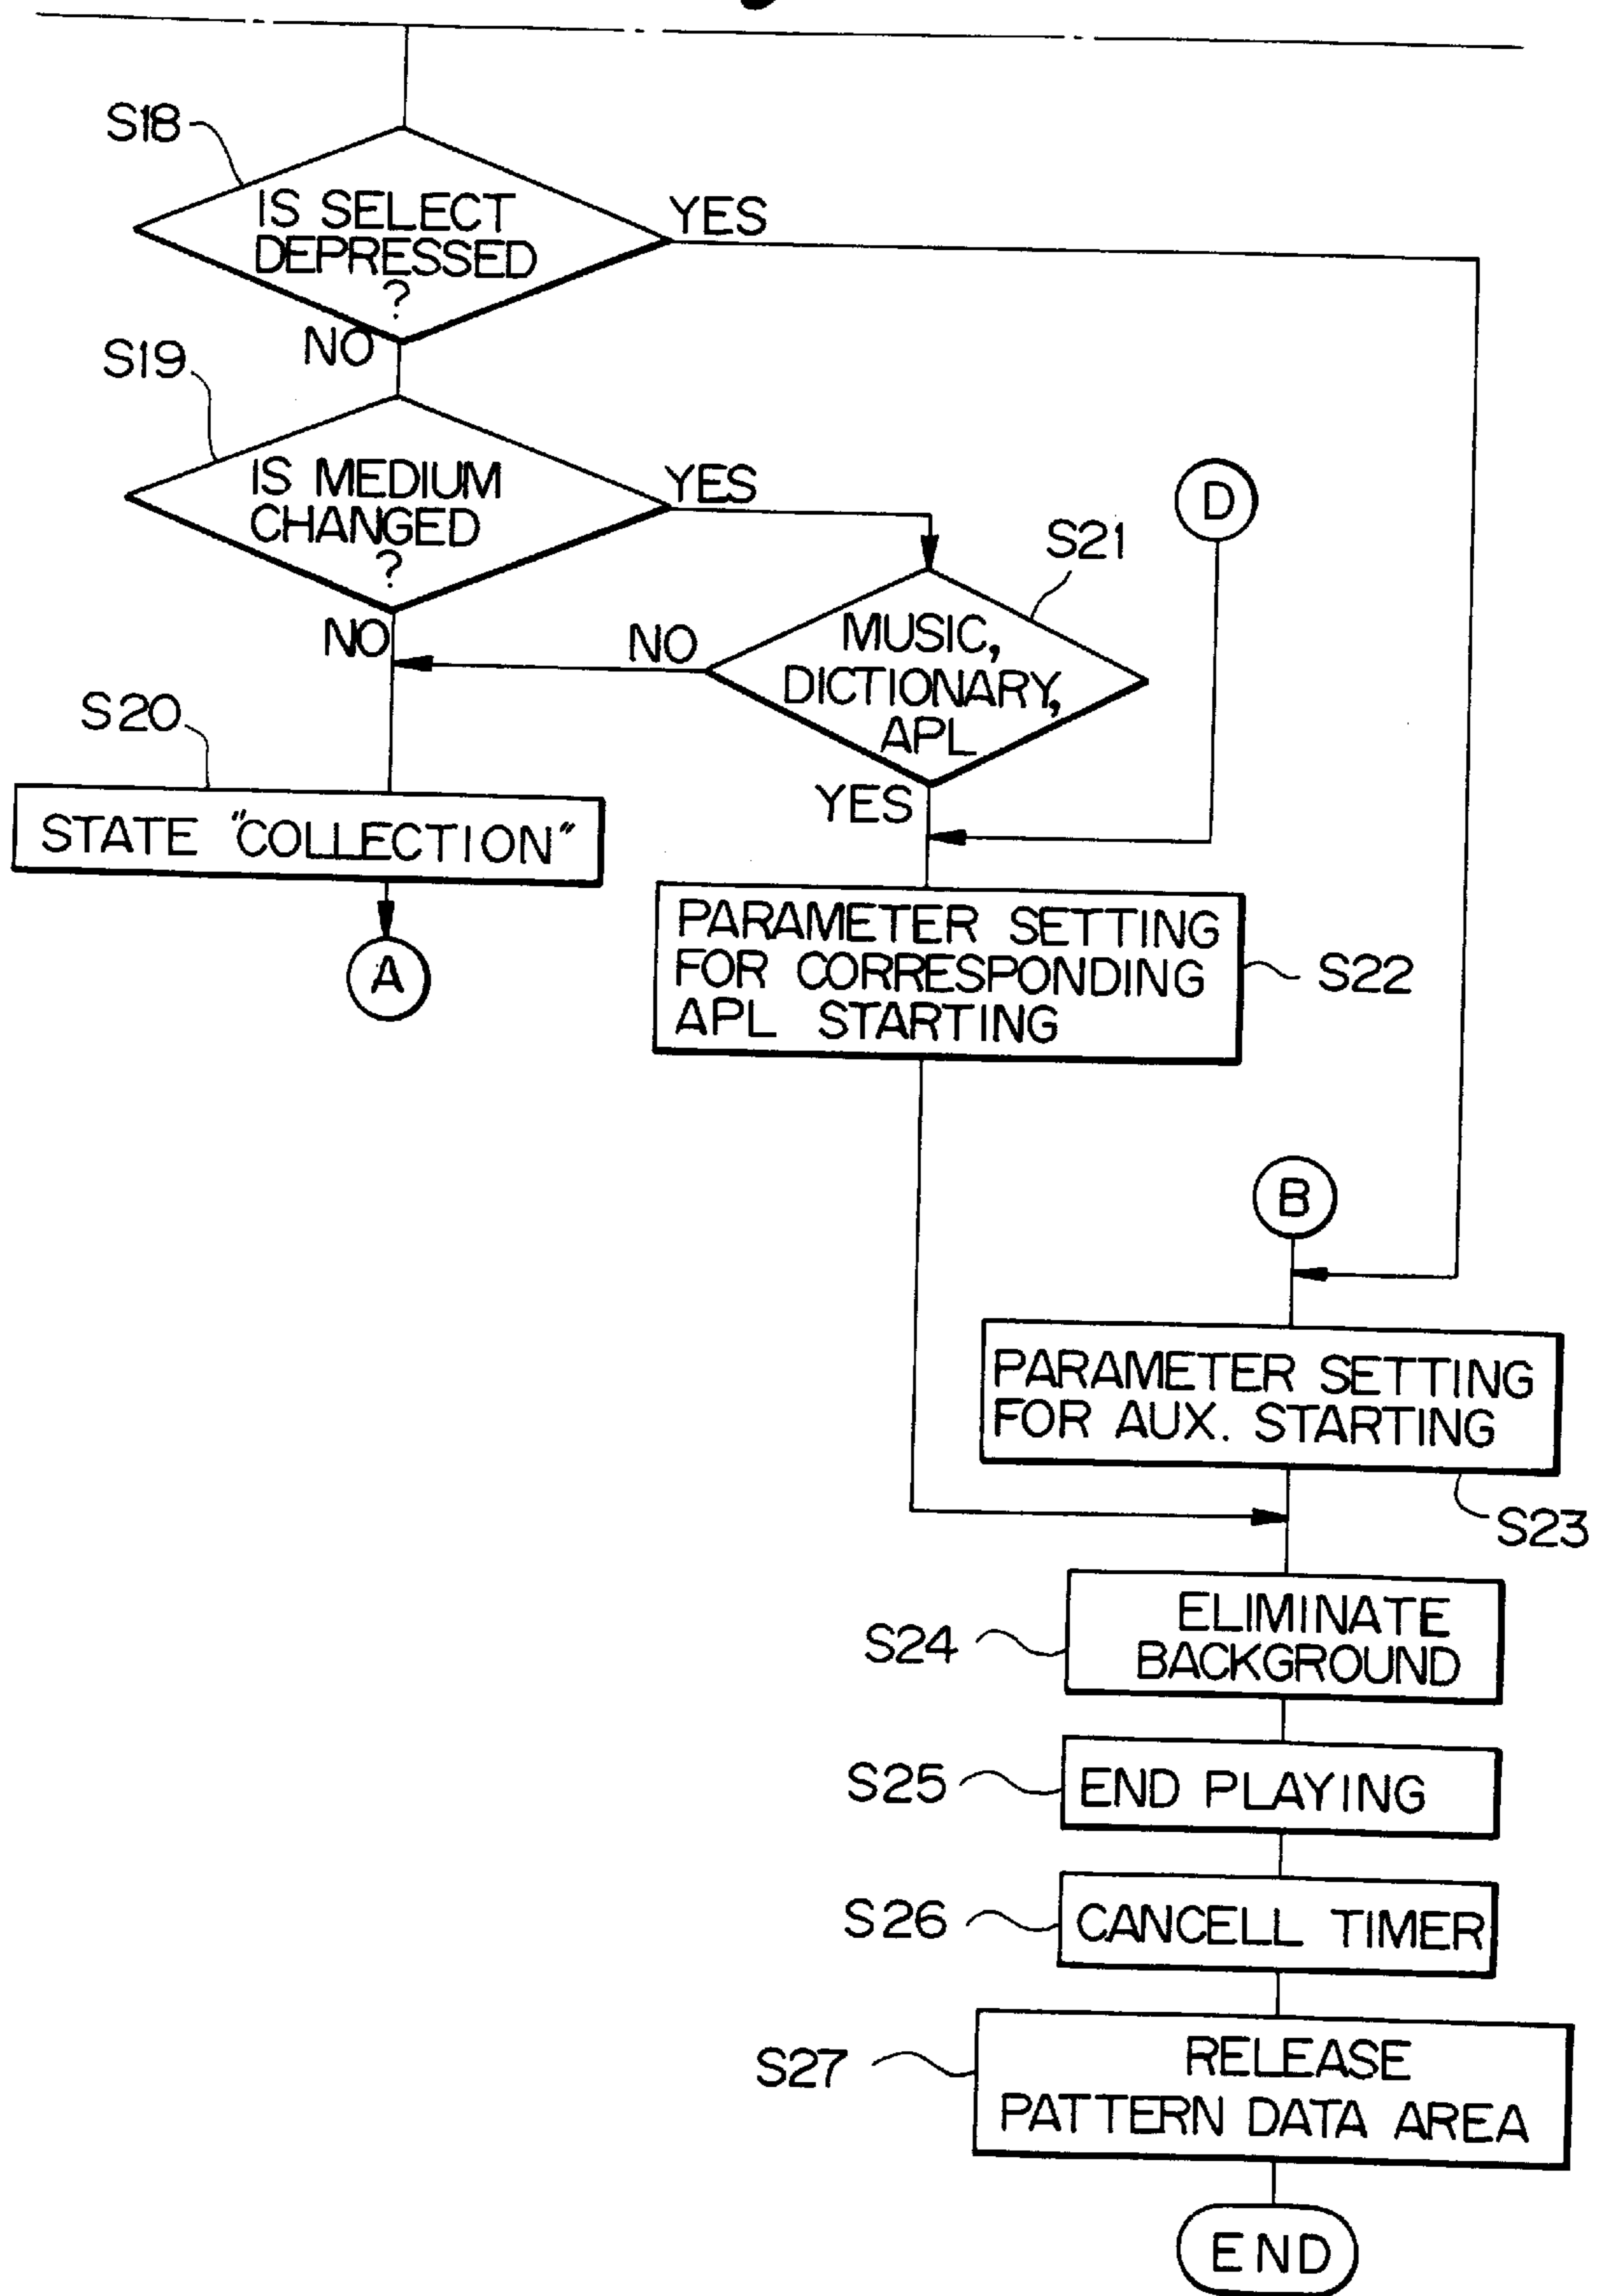 S18
IS SELECT
DEPRESSED
?
YES
NO
S19
IS MEDIUM
CHANGED
?
YES
NO
D
S21
MUSIC,
DICTIONARY,
APL
NO
YES
S20
STATE "COLLECTION"
A
PARAMETER SETTING
FOR CORRESPONDING
APL STARTING
S22
B
PARAMETER SETTING
FOR AUX. STARTING
S23
S24
ELIMINATE
BACKGROUND
S25
END PLAYING
S26
CANCELL TIMER
S27
RELEASE
PATTERN DATA AREA
END